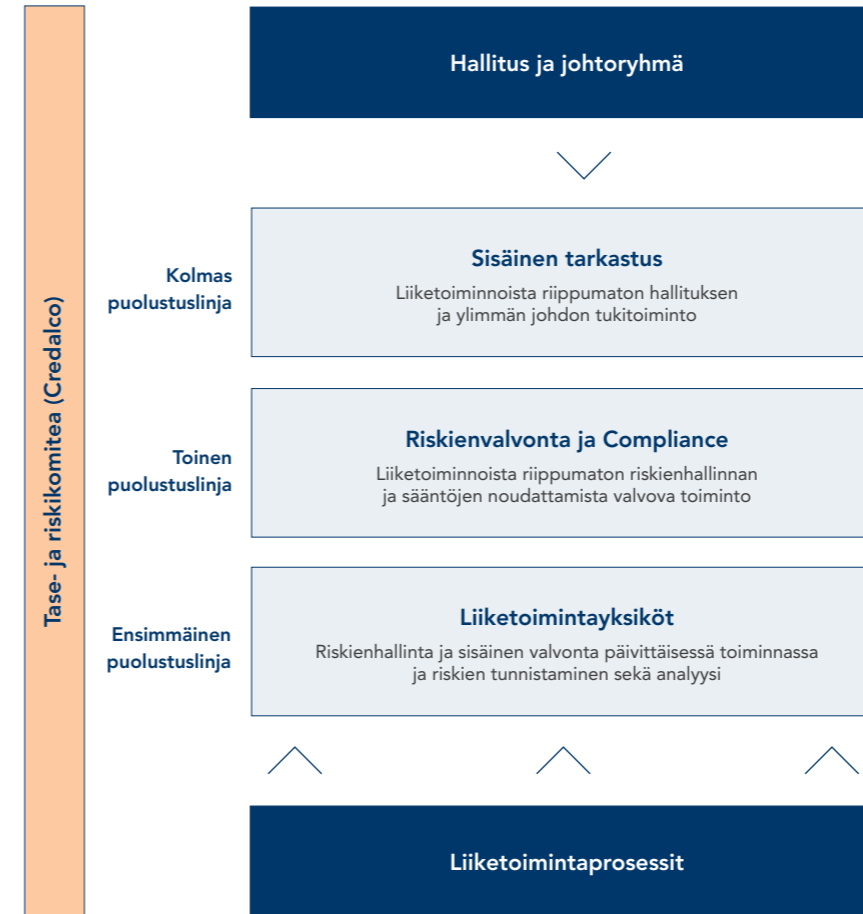 Tase- ja riskikomitea (Credalco)
Hallitus ja johtoryhmä
Kolmas
puolustuslinja
Sisäinen tarkastus
Liiketoiminnoista riippumaton hallituksen
ja ylimmän johdon tukitoiminto
Toinen
puolustuslinja
Riskienvalvonta ja Compliance
Liiketoiminnoista riippumaton riskienhallinnan
ja sääntöjen noudattamista valvova toiminto
Ensimmäinen
puolustuslinja
Liiketoimintayksiköt
Riskienhallinta ja sisäinen valvonta päivittäisessä toiminnassa
ja riskien tunnistaminen sekä analyysi
Liiketoimintaprosessit